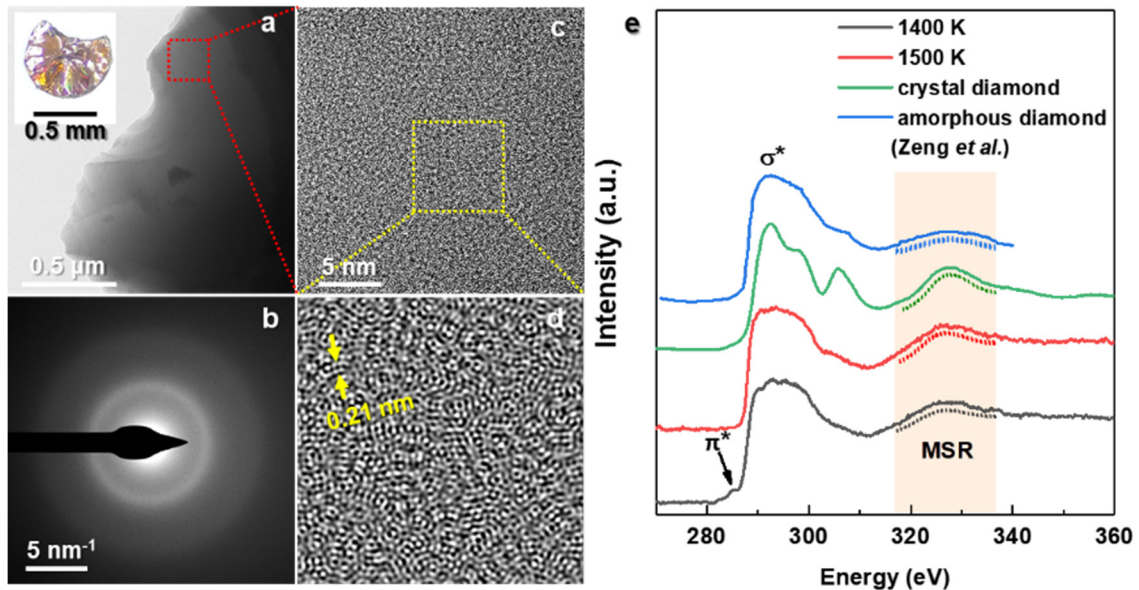 a
0.5 mm
0.5 µm
b
5 nm-1
c
5 nm
d
0.21 nm
e
1400 K
1500 K
crystal diamond
amorphous diamond
(Zeng et al.)
σ*
π*
MSR
Intensity (a.u.)
280
300
320
340
360
Energy (eV)